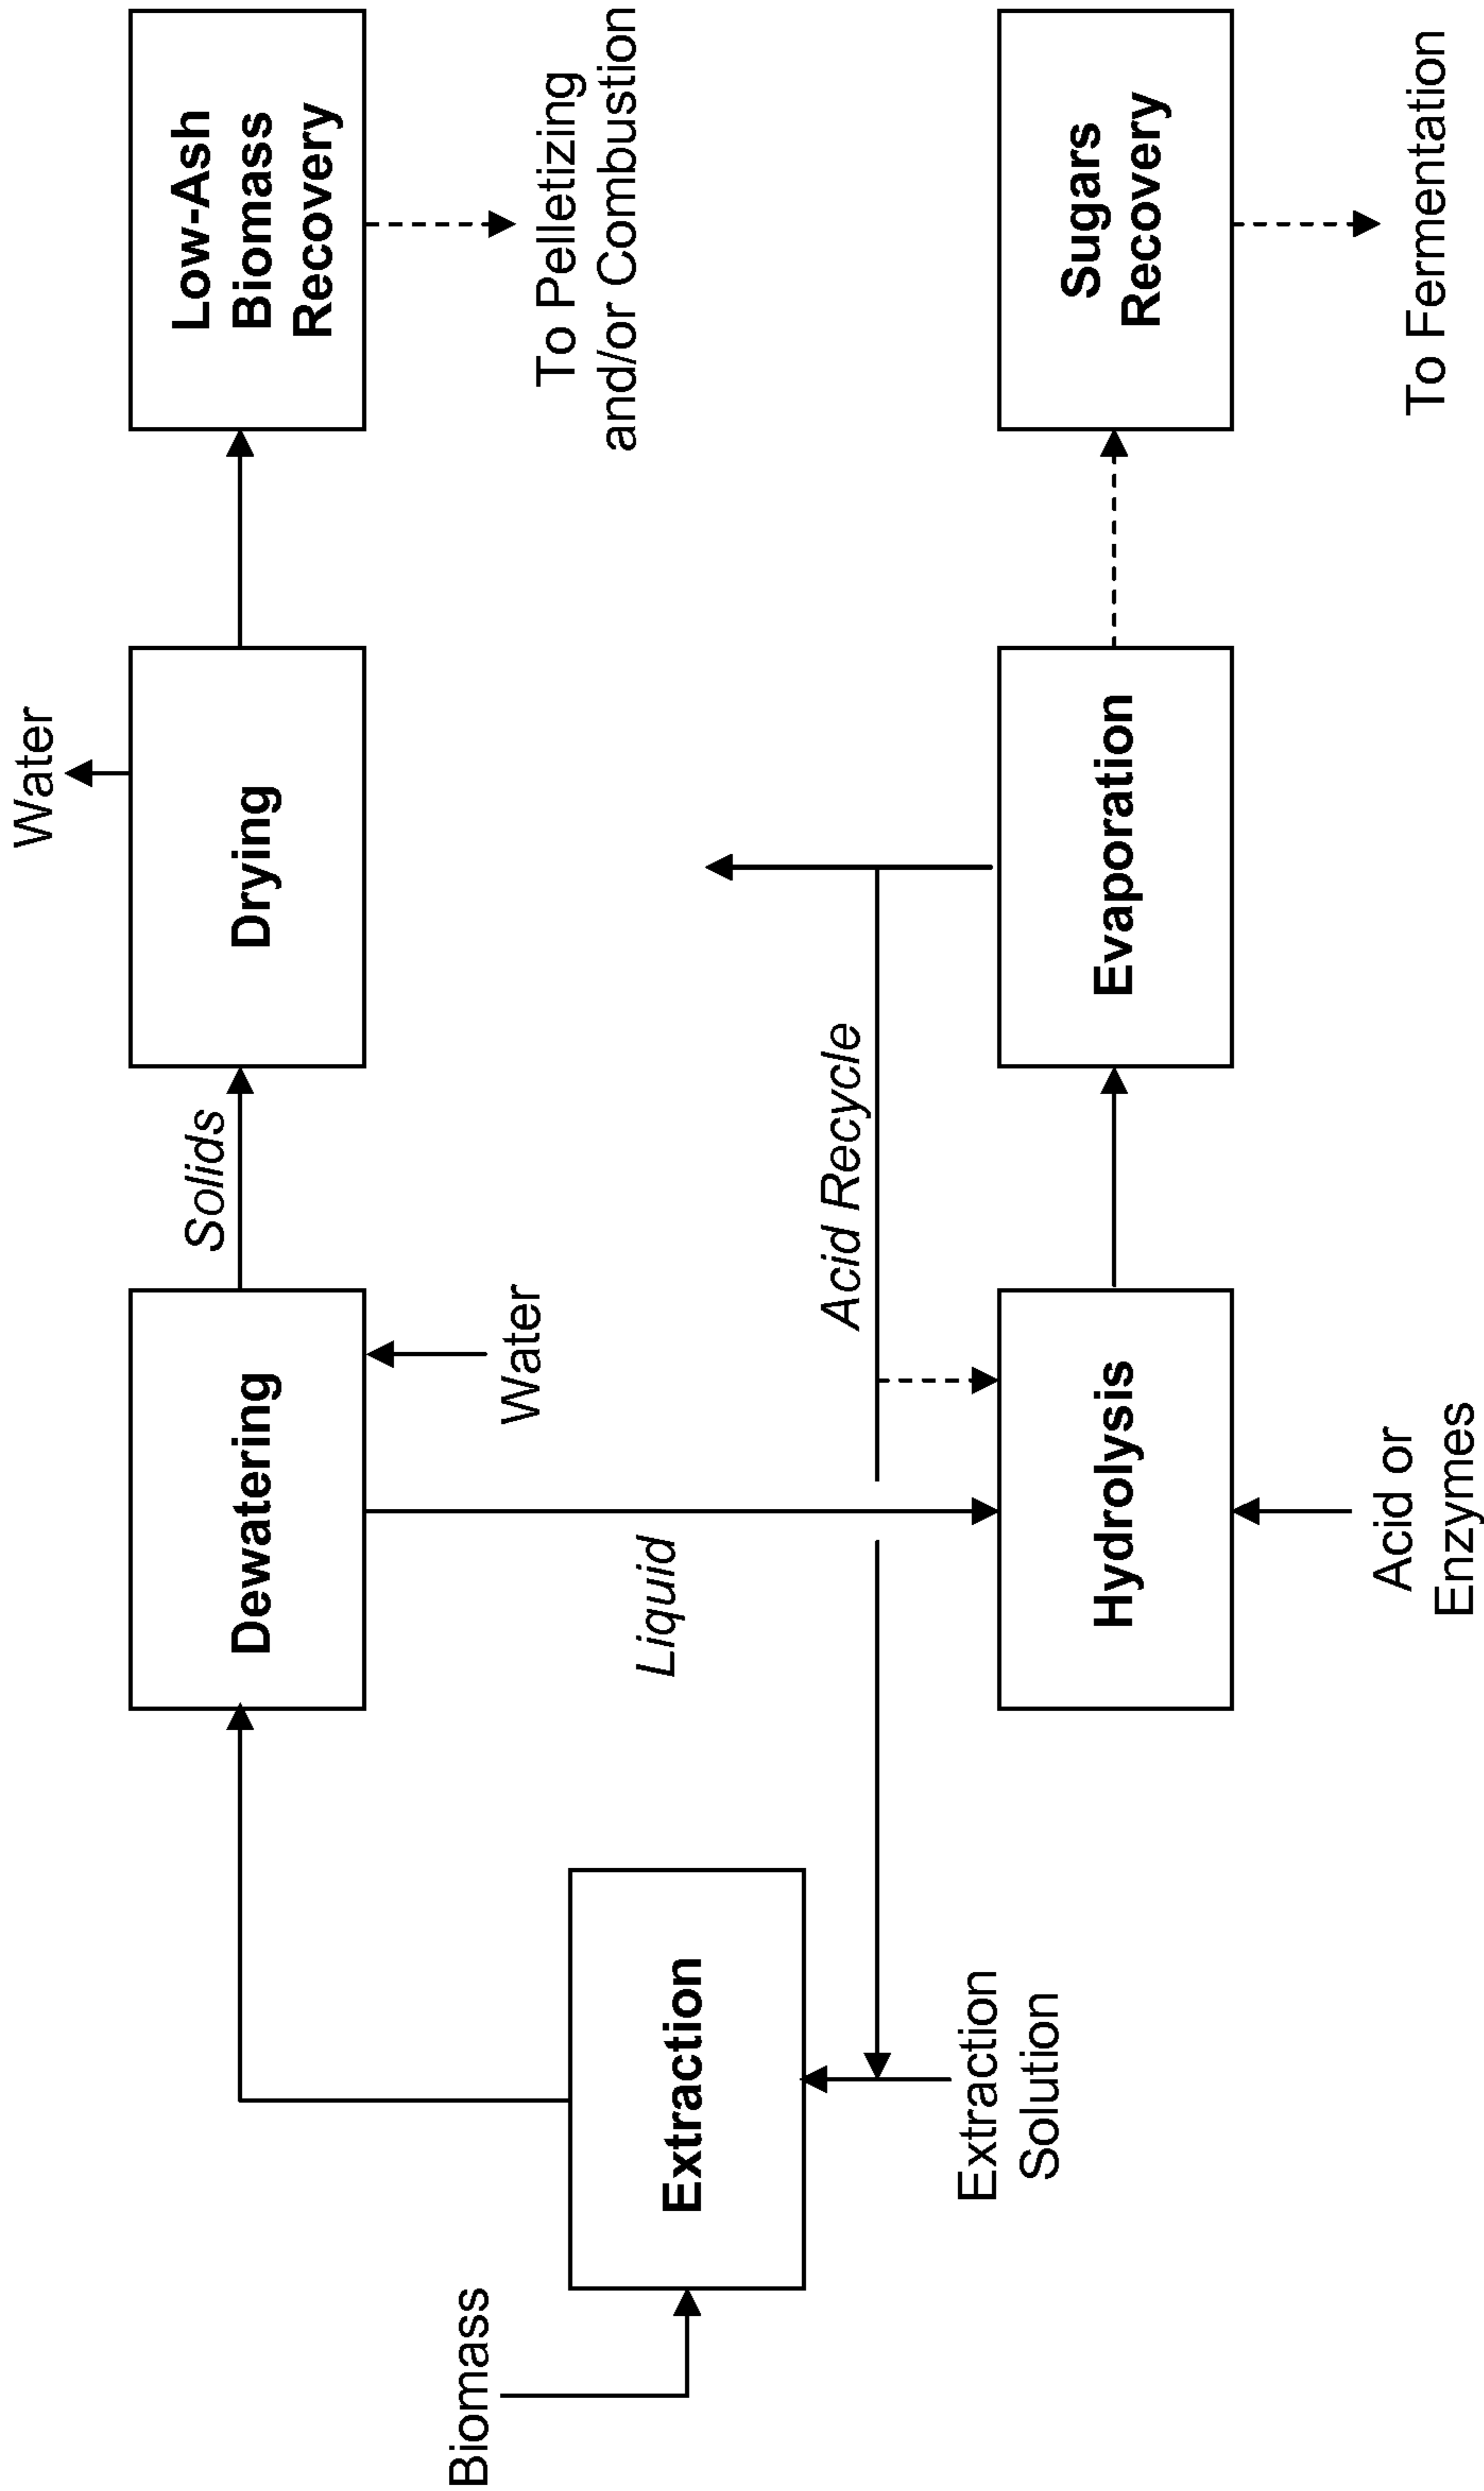 Water
Dewatering
Solids
Drying
Low-Ash
Biomass
Recovery
Water
To Pelletizing
and/or Combustion
Biomass
Extraction
Liquid
Acid Recycle
Extraction
Solution
Hydrolysis
Evaporation
Sugars
Recovery
Acid or
Enzymes
To Fermentation